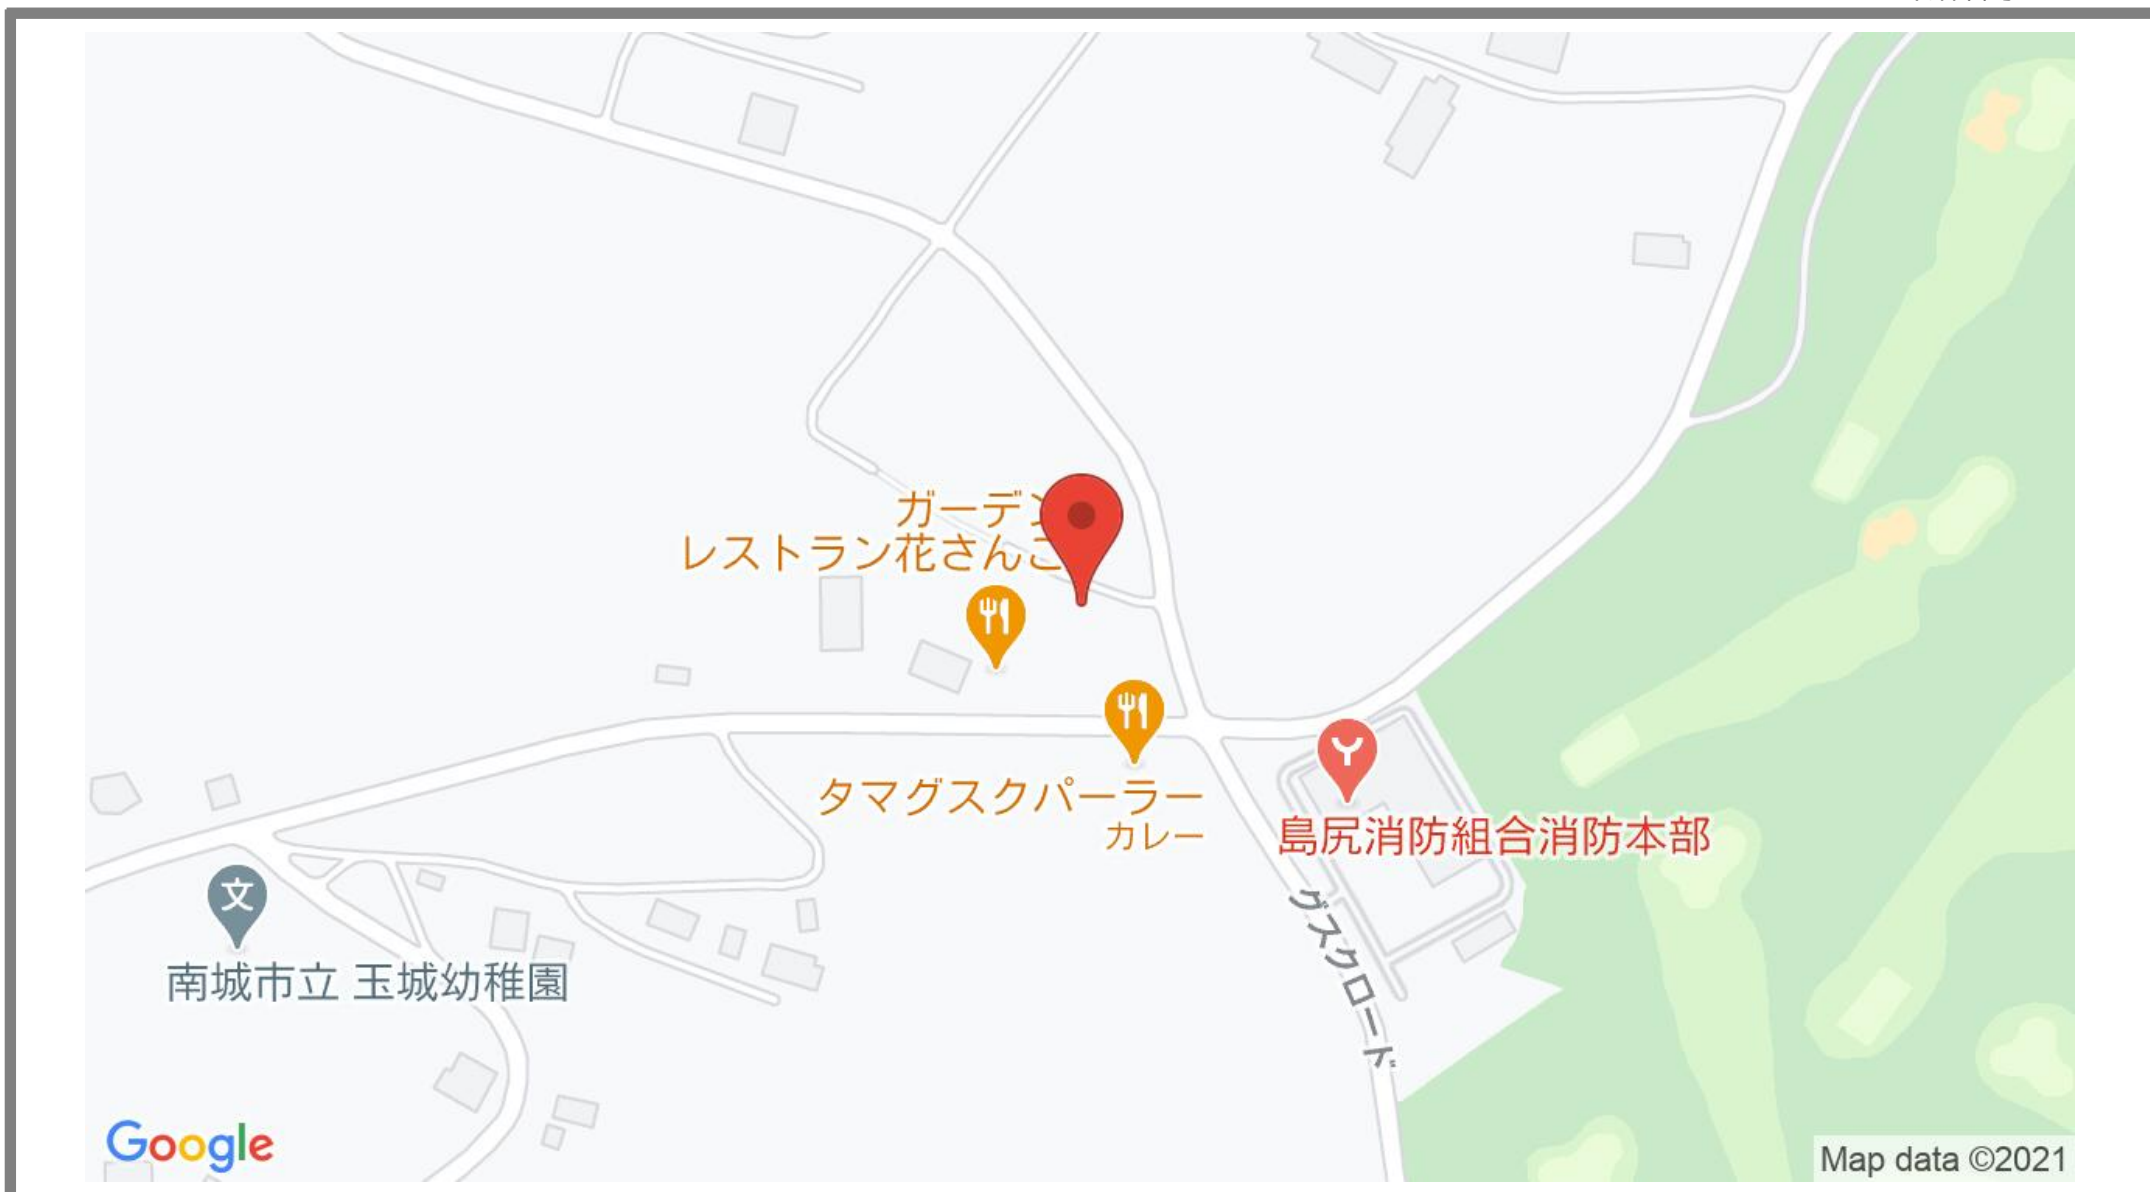 ガーデン
レストラン花さんご
タマグスクパーラー
カレー
島尻消防組合消防本部
グスクロード
南城市立 玉城幼稚園
Google
Map data ©2021